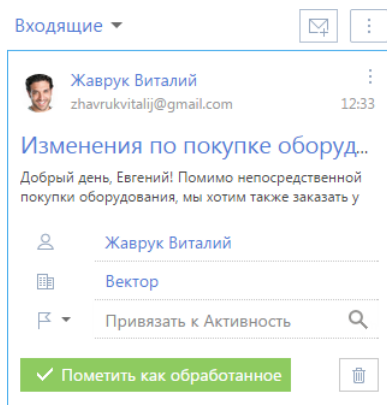 Входящие
Жаврук Виталий
zhavrukvitalij@gmail.com 12:33
Изменения по покупке оборуд...
Добрый день, Евгений! Помимо непосредственной
покупки оборудования, мы хотим также заказать у
Жаврук Виталий
Вектор
Привязать к Активность
Пометить как обработанное